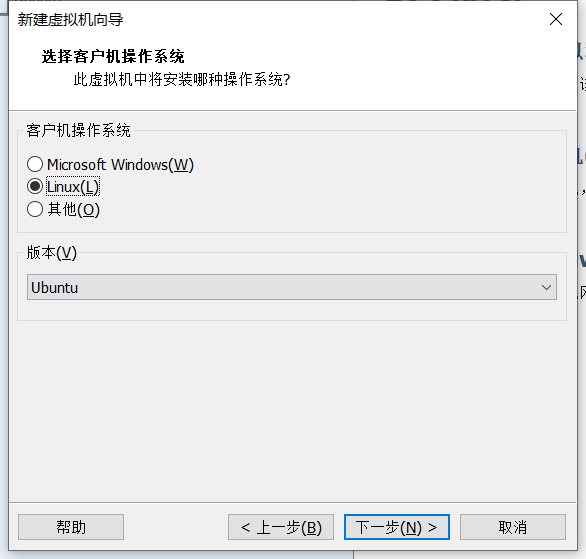 新建虚拟机向导
选择客户机操作系统
此虚拟机中将安装哪种操作系统?
客户机操作系统
Microsoft Windows(W)
Linux(L)
其他(O)
版本(V)
Ubuntu
帮助
< 上一步(B)
下一步(N) >
取消